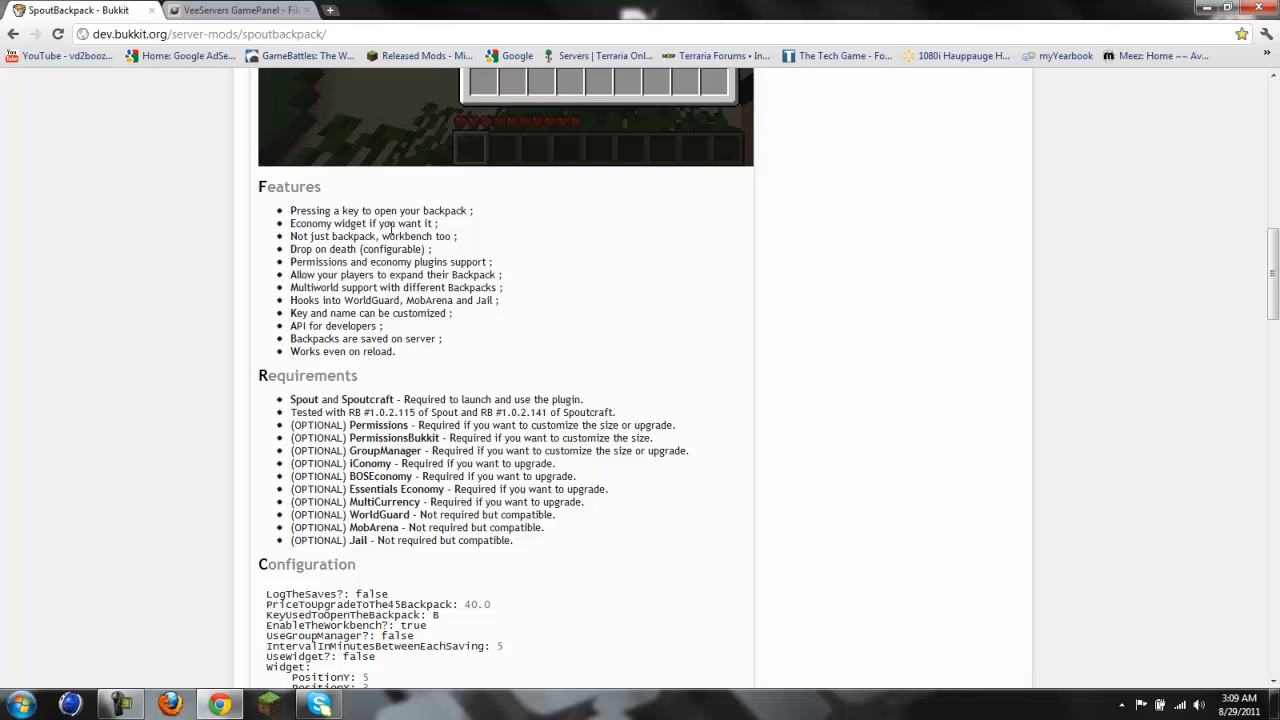 SpoutBackpack - Bukkit
VeeServers GamePanel - Fil
dev.bukkit.org/server-mods/spoutbackpack/
YouTube - vd2booz...
Home: Google AdSe...
GameBattles: The W...
Released Mods - Mi...
Google
Servers | Terraria Onl...
Terraria Forums • In...
The Tech Game - Fo...
1080i Hauppauge H...
myYearbook
Meez: Home ~~ Av...
»
Features
Pressing a key to open your backpack ;
Economy widget if you want it ;
Not just backpack, workbench too ;
Drop on death (configurable) ;
Permissions and economy plugins support ;
Allow your players to expand their Backpack ;
Multiworld support with different Backpacks ;
Hooks into WorldGuard, MobArena and Jail ;
Key and name can be customized ;
API for developers ;
Backpacks are saved on server ;
Works even on reload.
Requirements
Spout and Spoutcraft - Required to launch and use the plugin.
Tested with RB #1.0.2.115 of Spout and RB #1.0.2.141 of Spoutcraft.
(OPTIONAL) Permissions - Required if you want to customize the size or upgrade.
(OPTIONAL) PermissionsBukkit - Required if you want to customize the size.
(OPTIONAL) GroupManager - Required if you want to customize the size or upgrade.
(OPTIONAL) iConomy - Required if you want to upgrade.
(OPTIONAL) BOSEconomy - Required if you want to upgrade.
(OPTIONAL) Essentials Economy - Required if you want to upgrade.
(OPTIONAL) MultiCurrency - Required if you want to upgrade.
(OPTIONAL) WorldGuard - Not required but compatible.
(OPTIONAL) MobArena - Not required but compatible.
(OPTIONAL) Jail - Not required but compatible.
Configuration
LogTheSaves?: false
PriceToUpgradeToThe45Backpack: 40.0
KeyUsedToOpenTheBackpack: B
EnableTheWorkbench?: true
UseGroupManager?: false
IntervalInMinutesBetweenEachSaving: 5
UseWidget?: false
Widget:
PositionY: 5
3:09 AM
8/29/2011